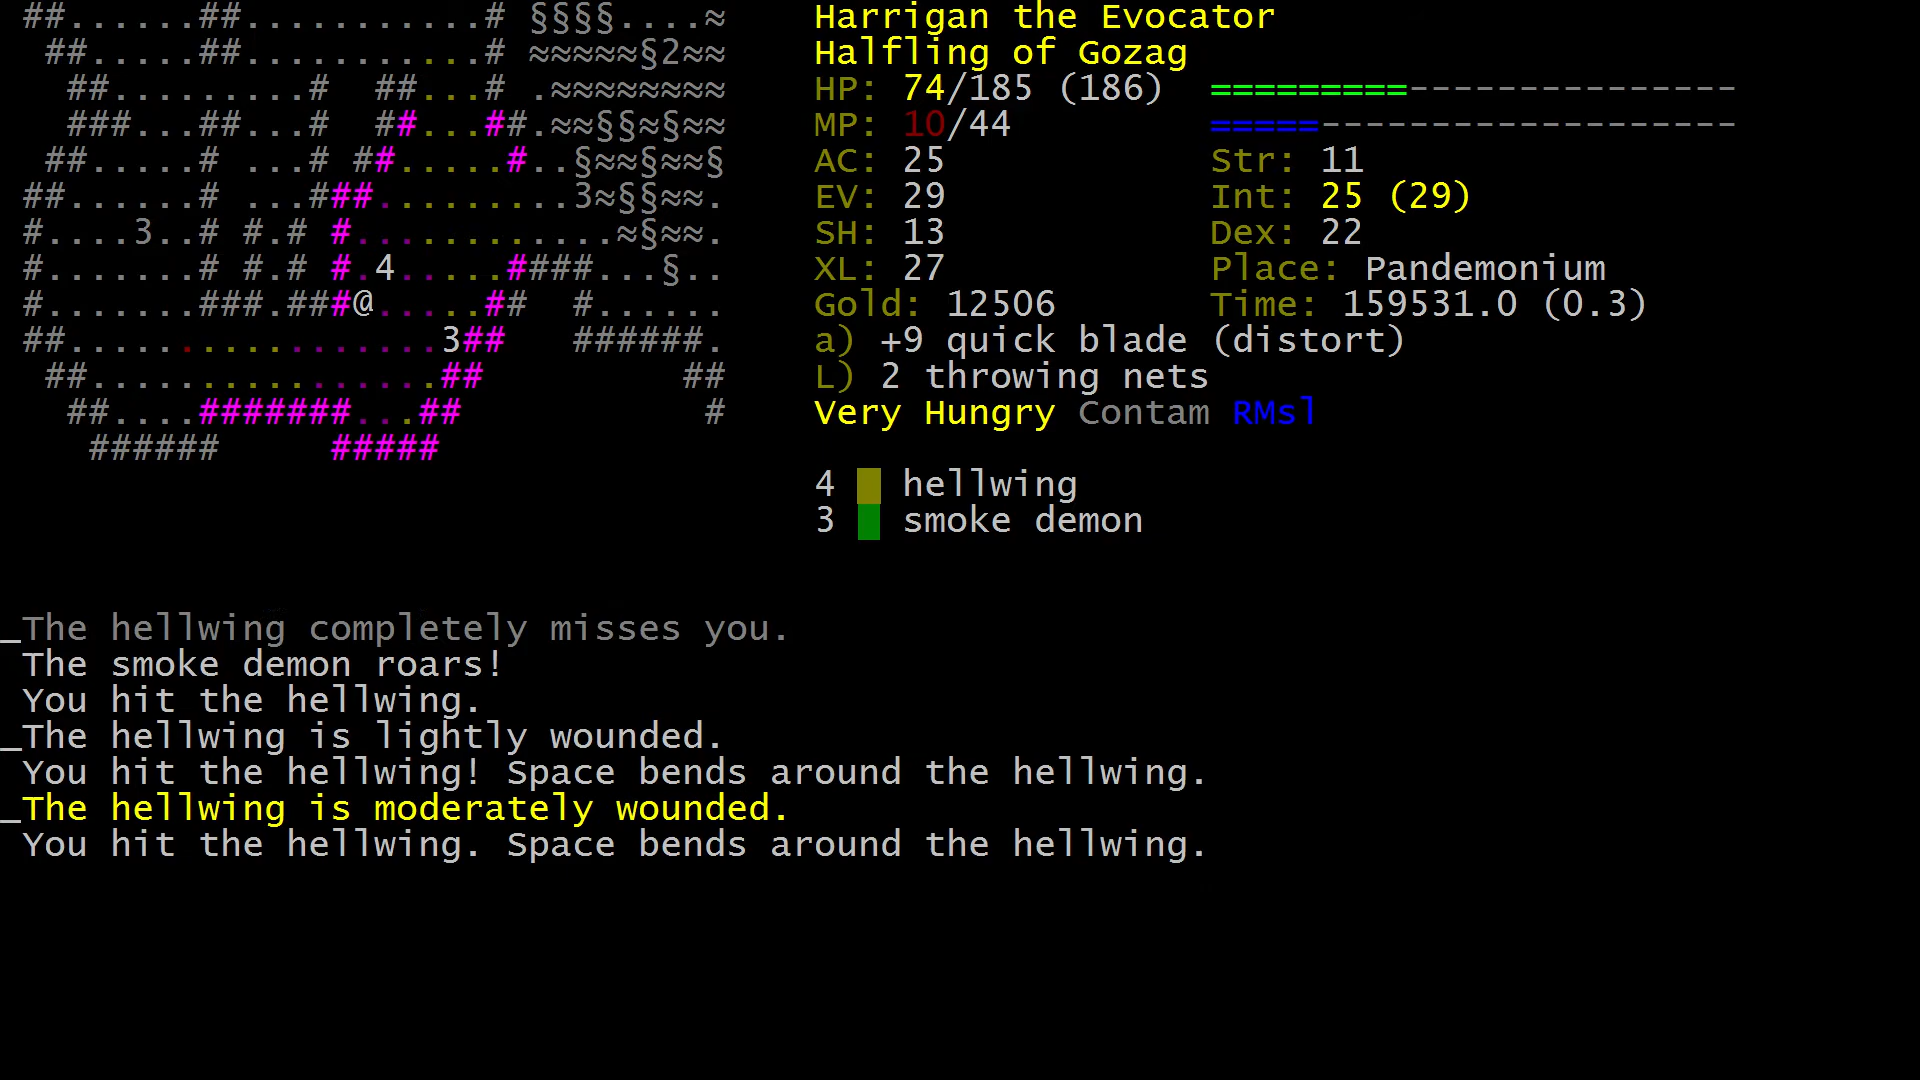 Harrigan the Evocator
Halfling of Gozag
HP: 74/185 (186)
MP: 10/44
AC: 25 Str: 11
EV: 29 Int: 25 (29)
SH: 13 Dex: 22
XL: 27 Place: Pandemonium
Gold: 12506 Time: 159531.0 (0.3)
a) +9 quick blade (distort)
L) 2 throwing nets
Very Hungry Contam RMsl
4 hellwing
3 smoke demon
_The hellwing completely misses you.
The smoke demon roars!
You hit the hellwing.
_The hellwing is lightly wounded.
You hit the hellwing! Space bends around the hellwing.
_The hellwing is moderately wounded.
You hit the hellwing. Space bends around the hellwing.